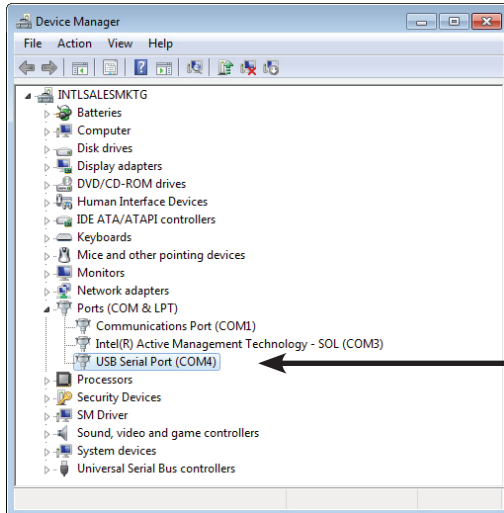 Device Manager
File Action View Help
INTLSALESMKTG
Batteries
Computer
Disk drives
Display adapters
DVD/CD-ROM drives
Human Interface Devices
IDE ATA/ATAPI controllers
Keyboards
Mice and other pointing devices
Monitors
Network adapters
Ports (COM & LPT)
Communications Port (COM1)
Intel(R) Active Management Technology - SOL (COM3)
USB Serial Port (COM4)
Processors
Security Devices
SM Driver
Sound, video and game controllers
System devices
Universal Serial Bus controllers